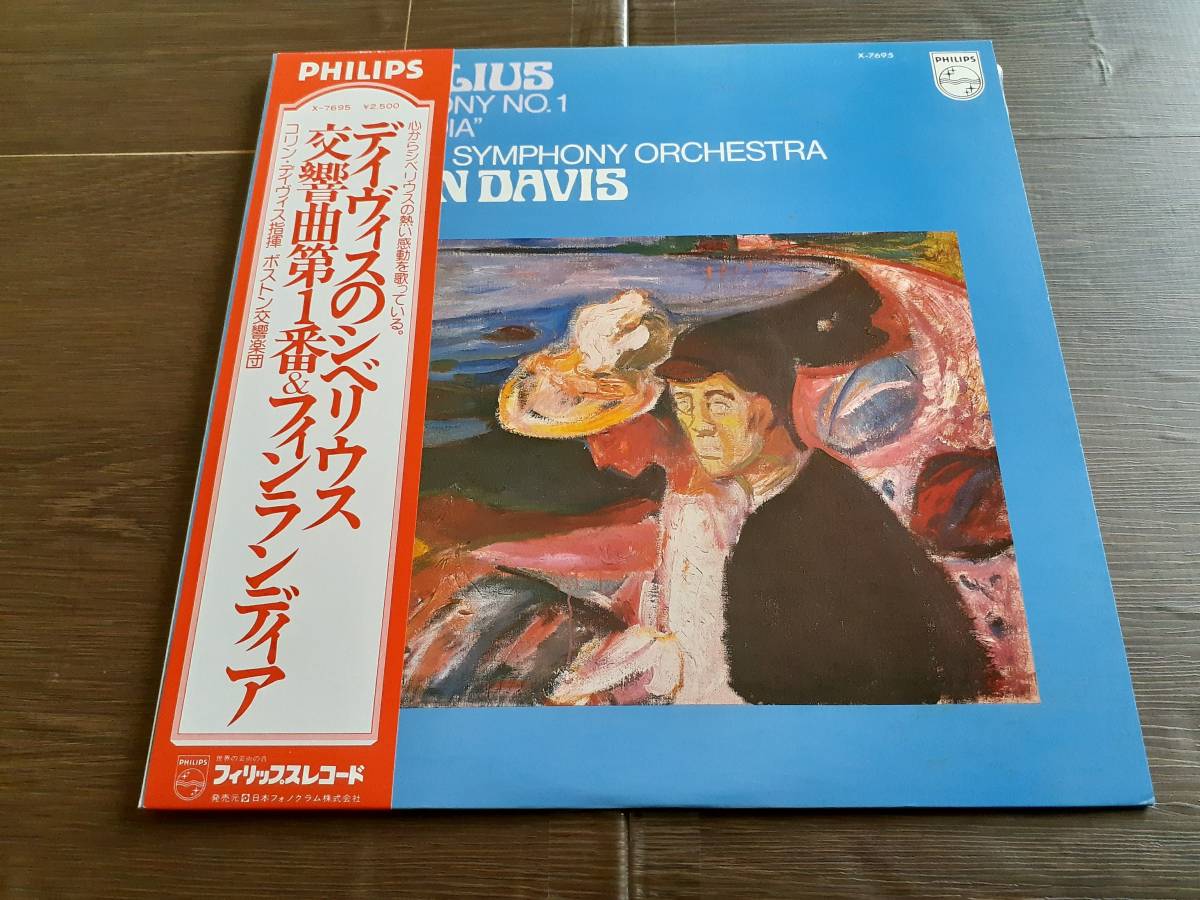 PHILIPS
X-7695 ¥2,500
心からシベリウスの熱い感動を歌っている。
デイヴィスのシベリウス
交響曲第1番&フィンランディア
コリン・デイヴィス指揮 ボストン交響楽団
PHILIPS
フィリップスレコード
発売元 日本フォノグラム株式会社
X-7695
PHILIPS
LIUS
ONY NO.1
IA"
SYMPHONY ORCHESTRA
N DAVIS